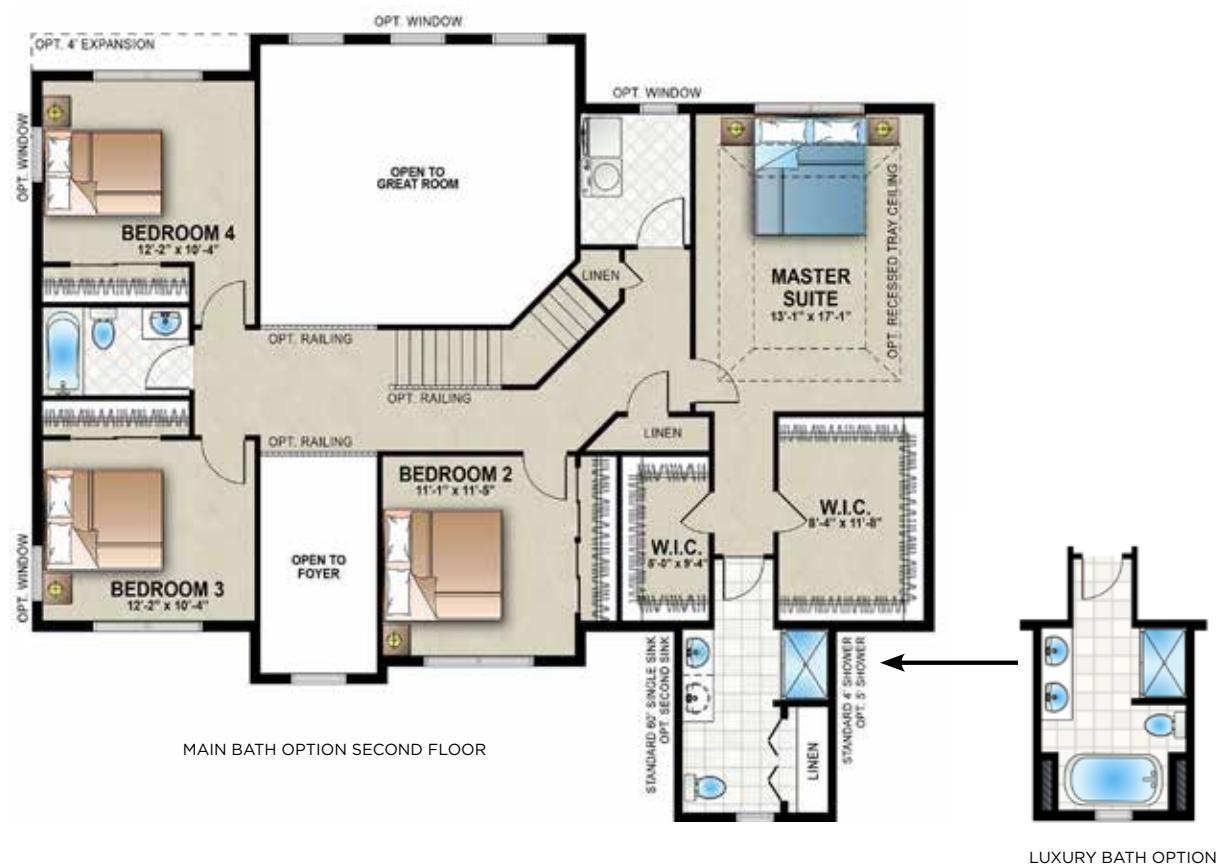 OPT. WINDOW
OPT. 4' EXPANSION
OPT. WINDOW
OPT. WINDOW
OPEN TO
GREAT ROOM
BEDROOM 4
12'-2" x 10'-4"
LINEN
MASTER
SUITE
13'-1" x 17'-1"
OPT. RECESSED TRAY CEILING
OPT. RAILING
OPT. RAILING
OPT. RAILING
LINEN
BEDROOM 2
11'-1" x 11'-5"
W.I.C.
8'-4" x 11'-8"
W.I.C.
OPEN TO
FOYER
OPT. WINDOW
BEDROOM 3
12'-2" x 10'-4"
STANDARD 60" SINGLE SINK
OPT. SECOND SINK
STANDARD 4' SHOWER
OPT. 5' SHOWER
LINEN
MAIN BATH OPTION SECOND FLOOR
LUXURY BATH OPTION